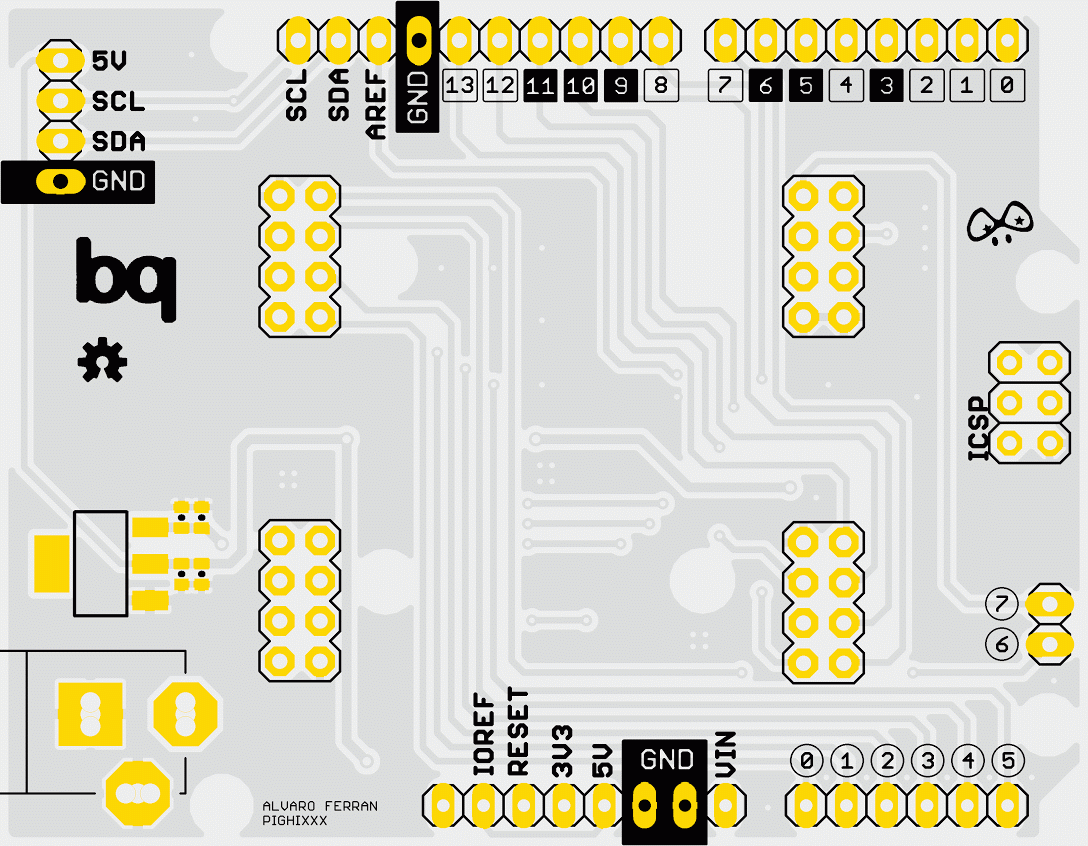 5V
SCL
SDA
GND
SCL
SDA
AREF
GND
13 12 11 10 9 8
7 6 5 4 3 2 1 0
bq
ICSP
7
6
IOREF
RESET
3V3
5V
GND
VIN
0 1 2 3 4 5
ALVARO FERRAN
PIGHIXXX